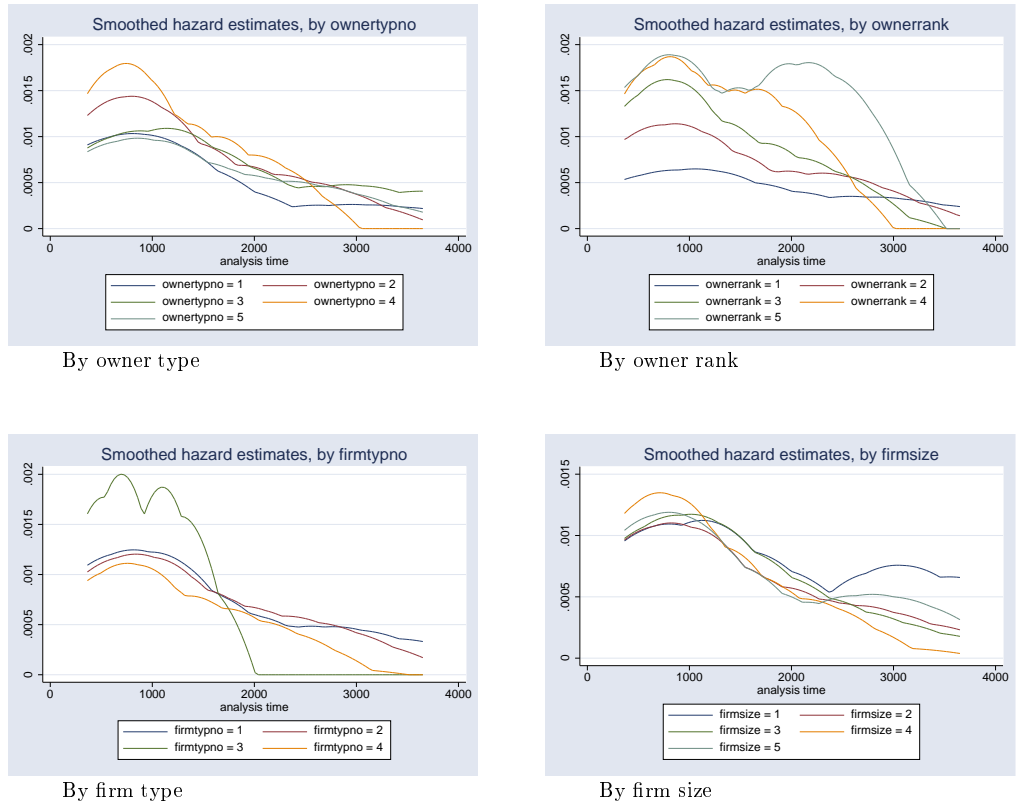 Smoothed hazard estimates, by ownertypno
.002
.0015
.001
.0005
0
0 1000 2000 3000 4000
analysis time
ownertypno = 1 ownertypno = 2
ownertypno = 3 ownertypno = 4
ownertypno = 5
By owner type
Smoothed hazard estimates, by ownerrank
.002
.0015
.001
.0005
0
0 1000 2000 3000 4000
analysis time
ownerrank = 1 ownerrank = 2
ownerrank = 3 ownerrank = 4
ownerrank = 5
By owner rank
Smoothed hazard estimates, by firmtypno
.002
.0015
.001
.0005
0
0 1000 2000 3000 4000
analysis time
firmtypno = 1 firmtypno = 2
firmtypno = 3 firmtypno = 4
By firm type
Smoothed hazard estimates, by firmsize
.0015
.001
.0005
0
0 1000 2000 3000 4000
analysis time
firmsize = 1 firmsize = 2
firmsize = 3 firmsize = 4
firmsize = 5
By firm size